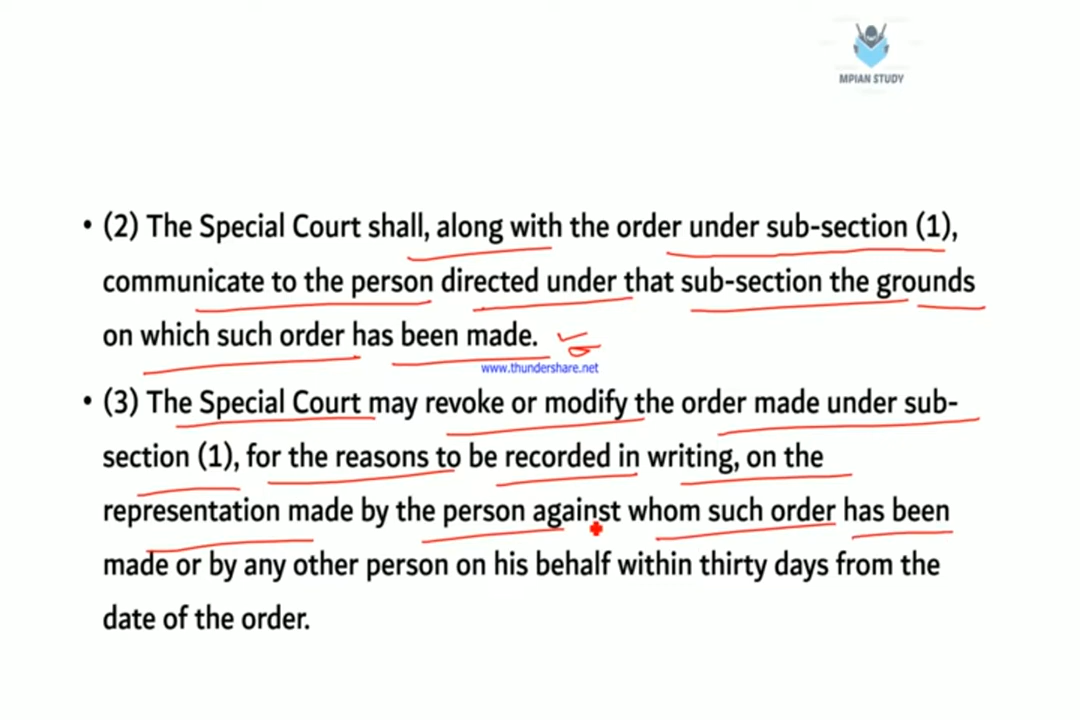 MPIAN STUDY
• (2) The Special Court shall, along with the order under sub-section (1),
communicate to the person directed under that sub-section the grounds
on which such order has been made.
www.thundershare.net
• (3) The Special Court may revoke or modify the order made under sub-
section (1), for the reasons to be recorded in writing, on the
representation made by the person against whom such order has been
made or by any other person on his behalf within thirty days from the
date of the order.